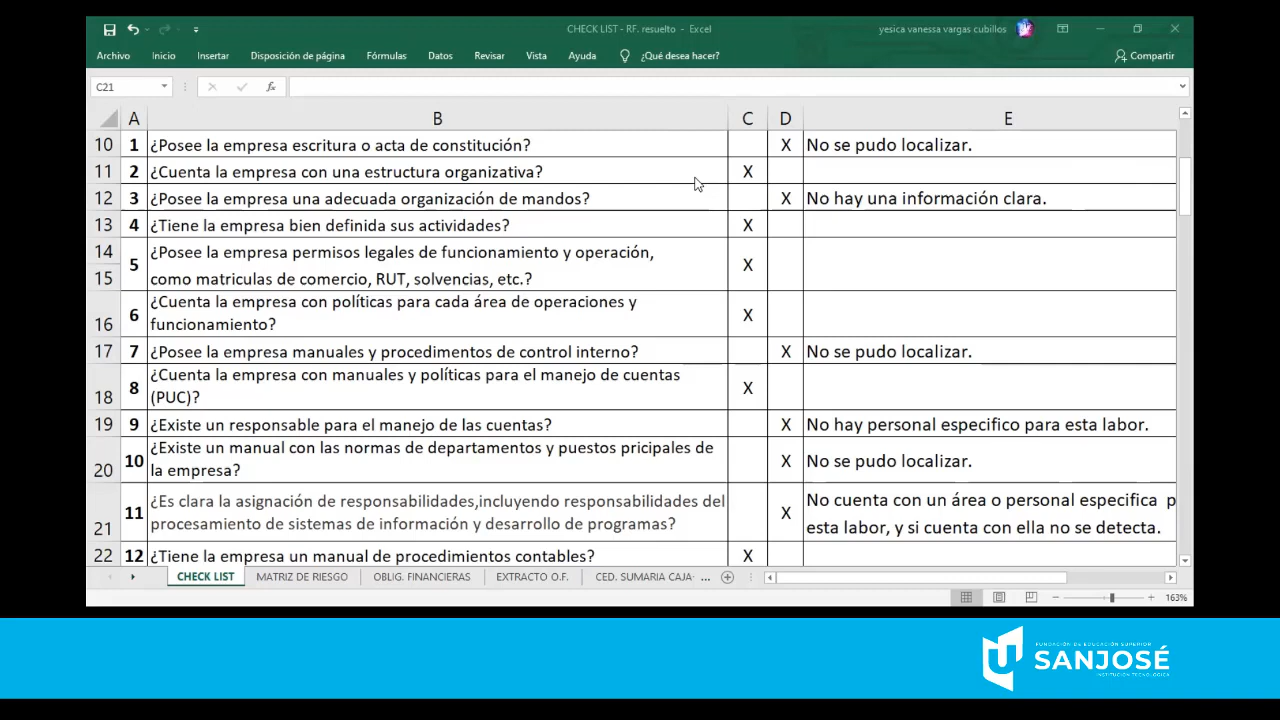 CHECK LIST - RF. resuelto - Excel
yesica vanessa vargas cubillos
Archivo Inicio Insertar Disposición de página Fórmulas Datos Revisar Vista Ayuda ¿Qué desea hacer? Compartir
C21 fx
A B C D E
10 1 ¿Posee la empresa escritura o acta de constitución? X No se pudo localizar.
11 2 ¿Cuenta la empresa con una estructura organizativa? X
12 3 ¿Posee la empresa una adecuada organización de mandos? X No hay una información clara.
13 4 ¿Tiene la empresa bien definida sus actividades? X
14 ¿Posee la empresa permisos legales de funcionamiento y operación,
5 X
15 como matriculas de comercio, RUT, solvencias, etc.?
¿Cuenta la empresa con políticas para cada área de operaciones y
16 6 funcionamiento? X
17 7 ¿Posee la empresa manuales y procedimentos de control interno? X No se pudo localizar.
¿Cuenta la empresa con manuales y políticas para el manejo de cuentas
18 8 (PUC)? X
19 9 ¿Existe un responsable para el manejo de las cuentas? X No hay personal especifico para esta labor.
¿Existe un manual con las normas de departamentos y puestos pricipales de
20 10 la empresa? X No se pudo localizar.
¿Es clara la asignación de responsabilidades,incluyendo responsabilidades del No cuenta con un área o personal especifica p
21 11 procesamiento de sistemas de información y desarrollo de programas? X esta labor, y si cuenta con ella no se detecta.
22 12 ¿Tiene la empresa un manual de procedimientos contables? X
CHECK LIST MATRIZ DE RIESGO OBLIG. FINANCIERAS EXTRACTO O.F. CED. SUMARIA CAJA- ...
163%
FUNDACIÓN DE EDUCACIÓN SUPERIOR
SANJOSÉ
INSTITUCIÓN TECNOLÓGICA